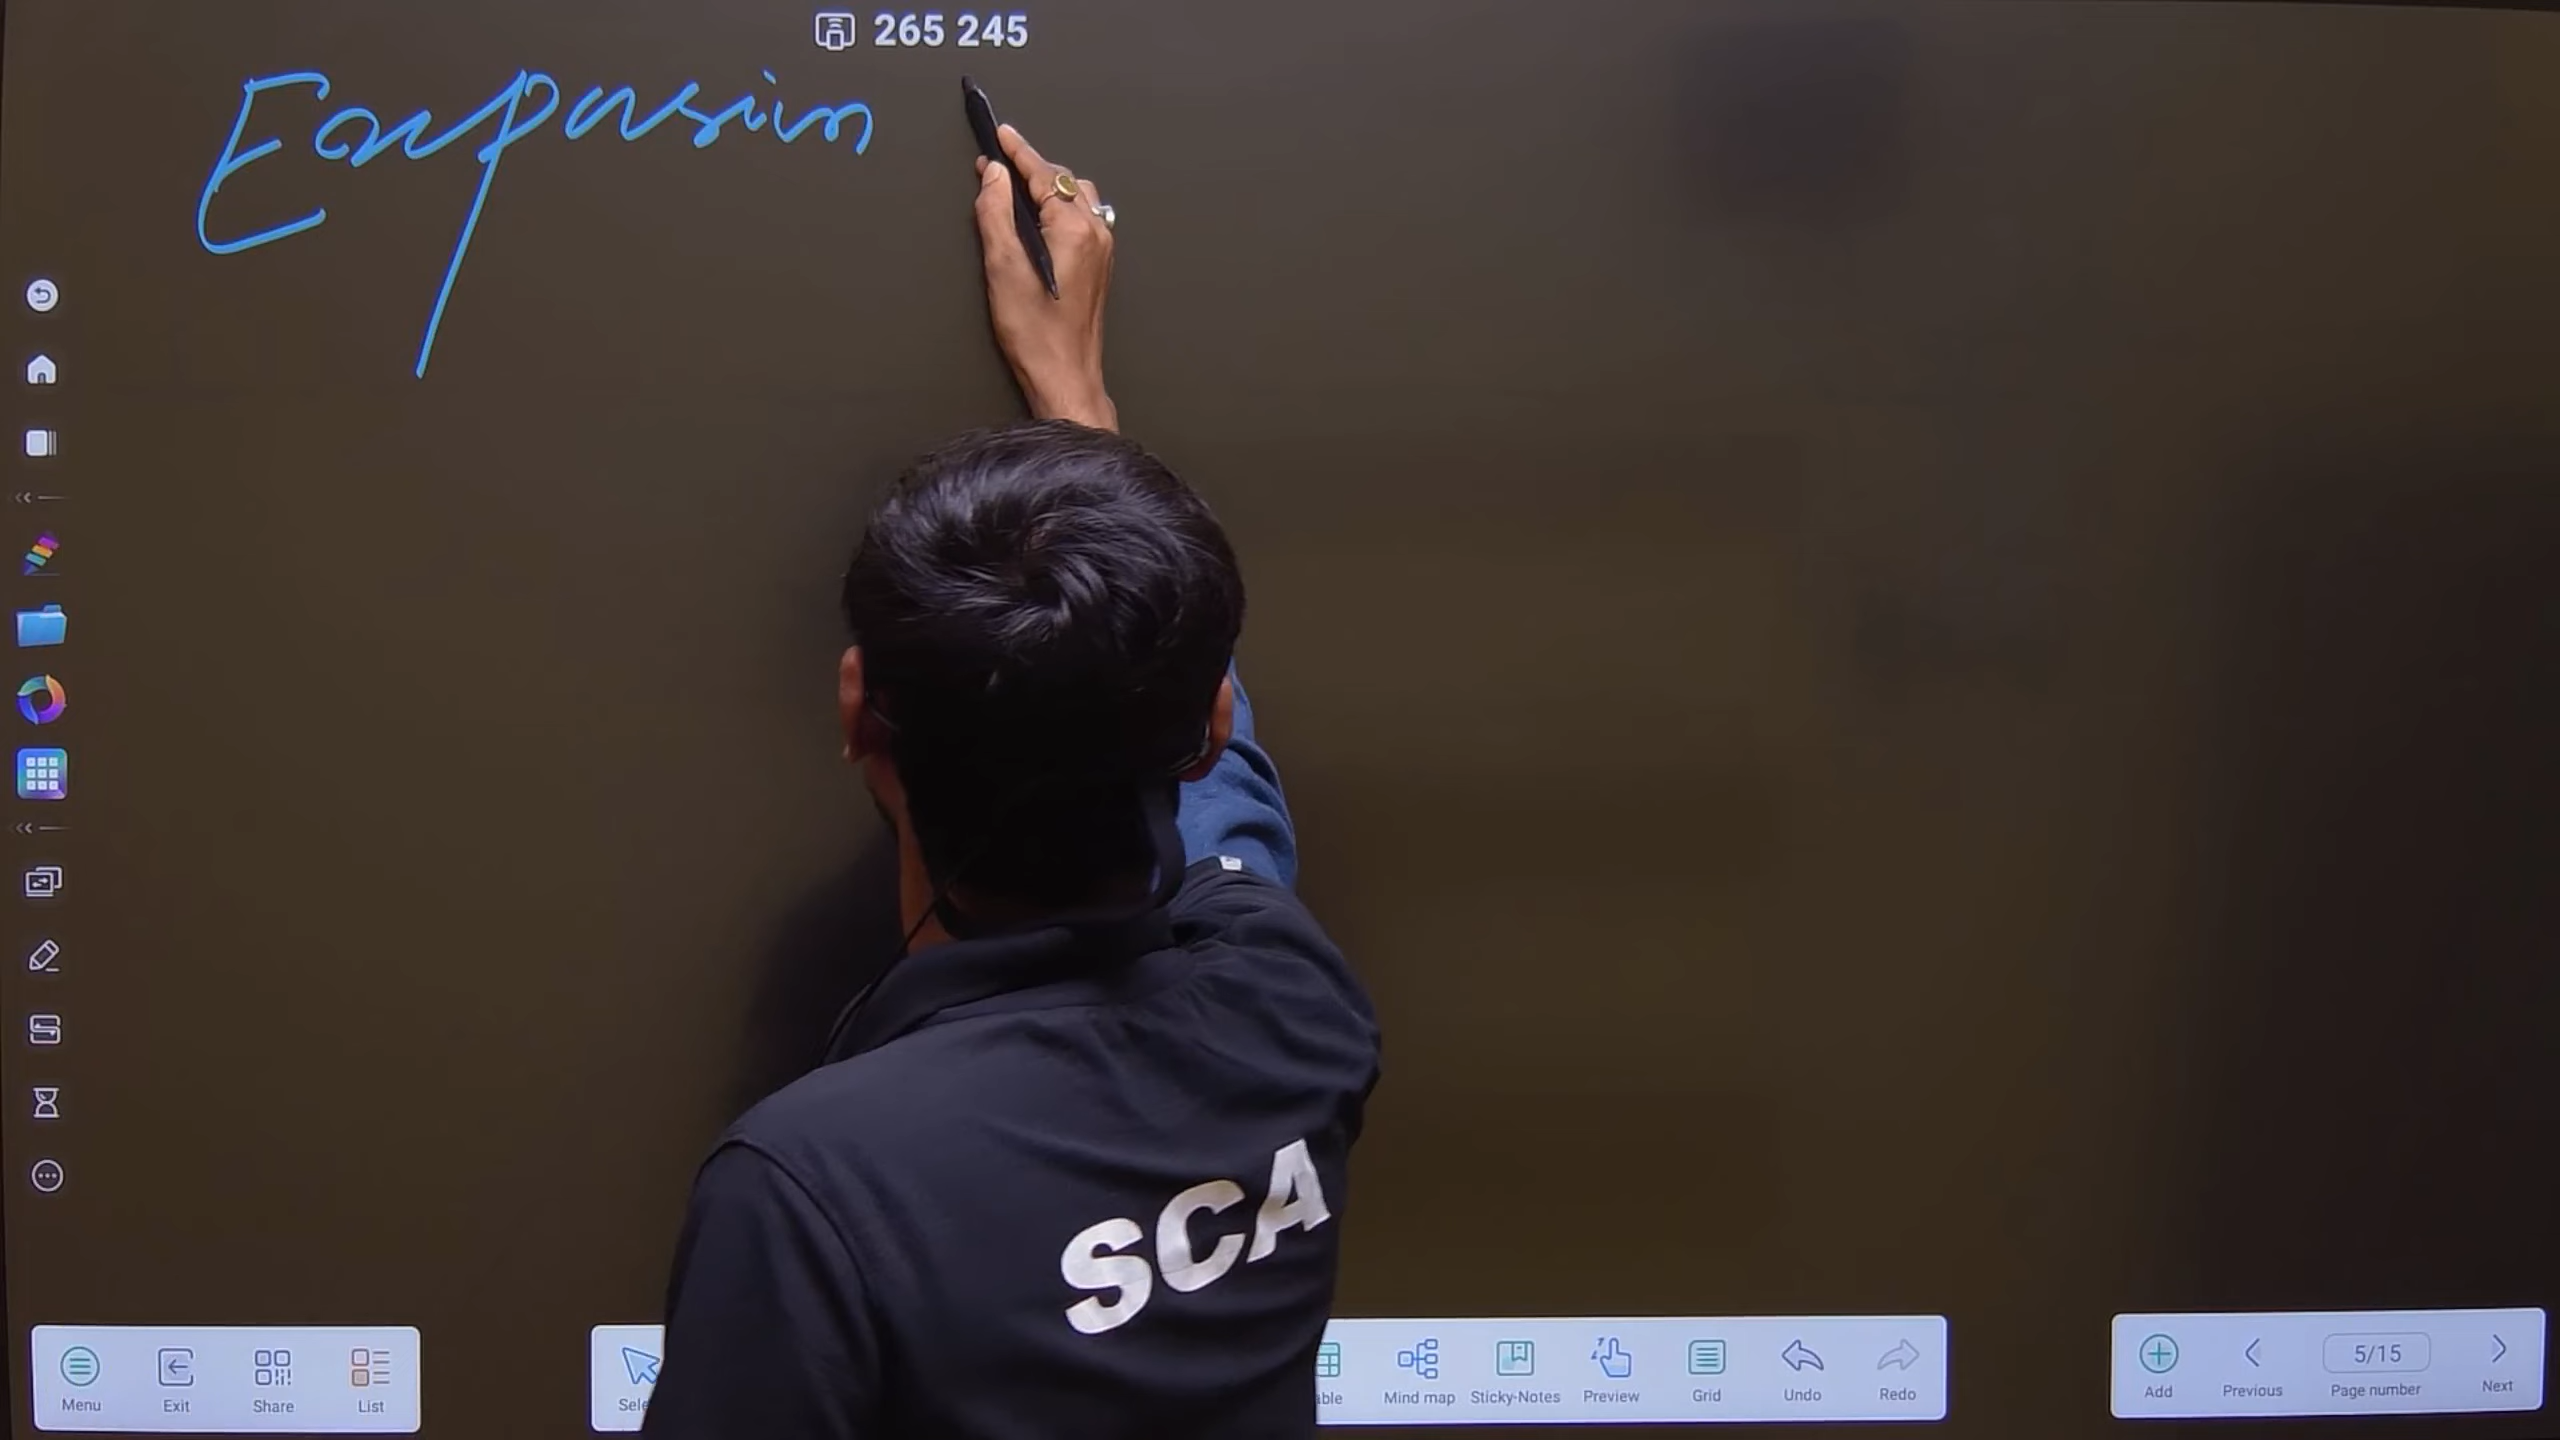 265 245
Expansion
SCA
Menu Exit Share List Mind map Sticky-Notes Preview Grid Undo Redo Add Previous 5/15 Page number Next